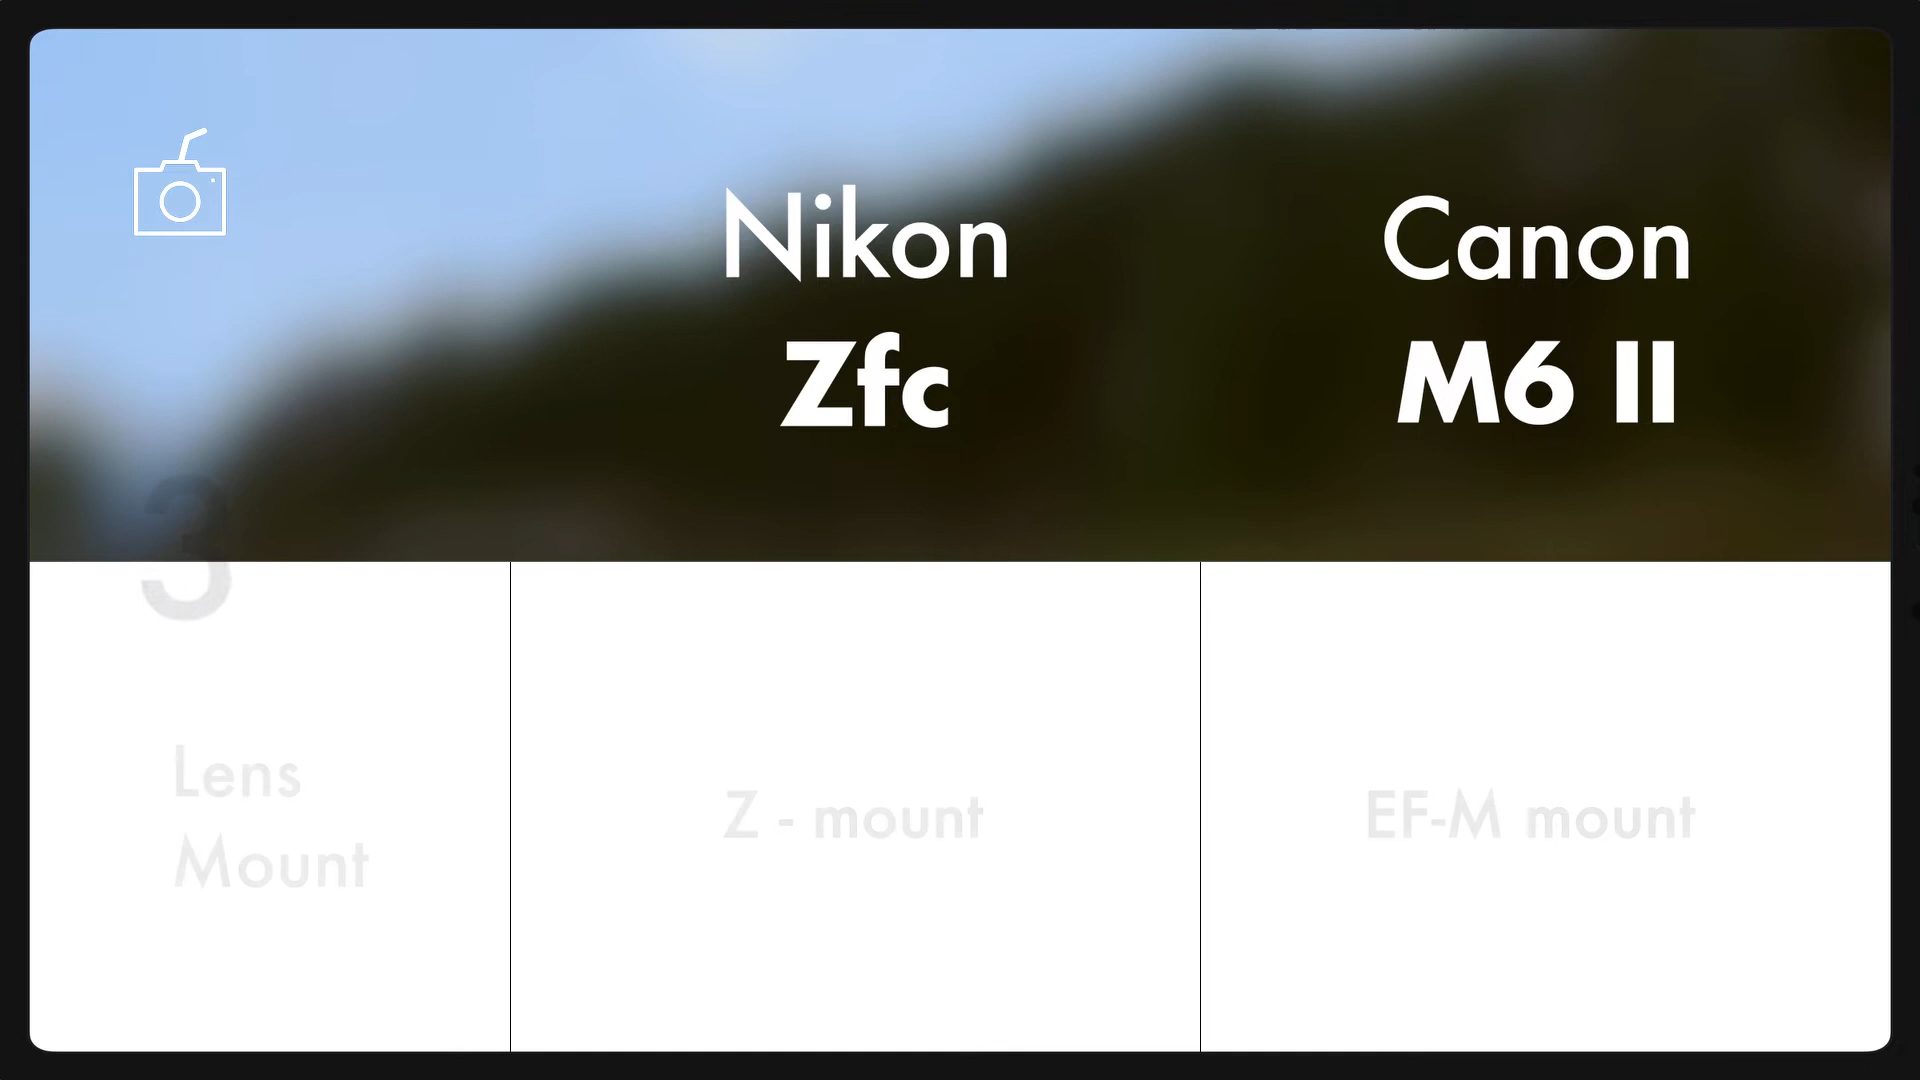 Nikon
Zfc
Canon
M6 II
3
Lens
Mount
Z - mount
EF-M mount